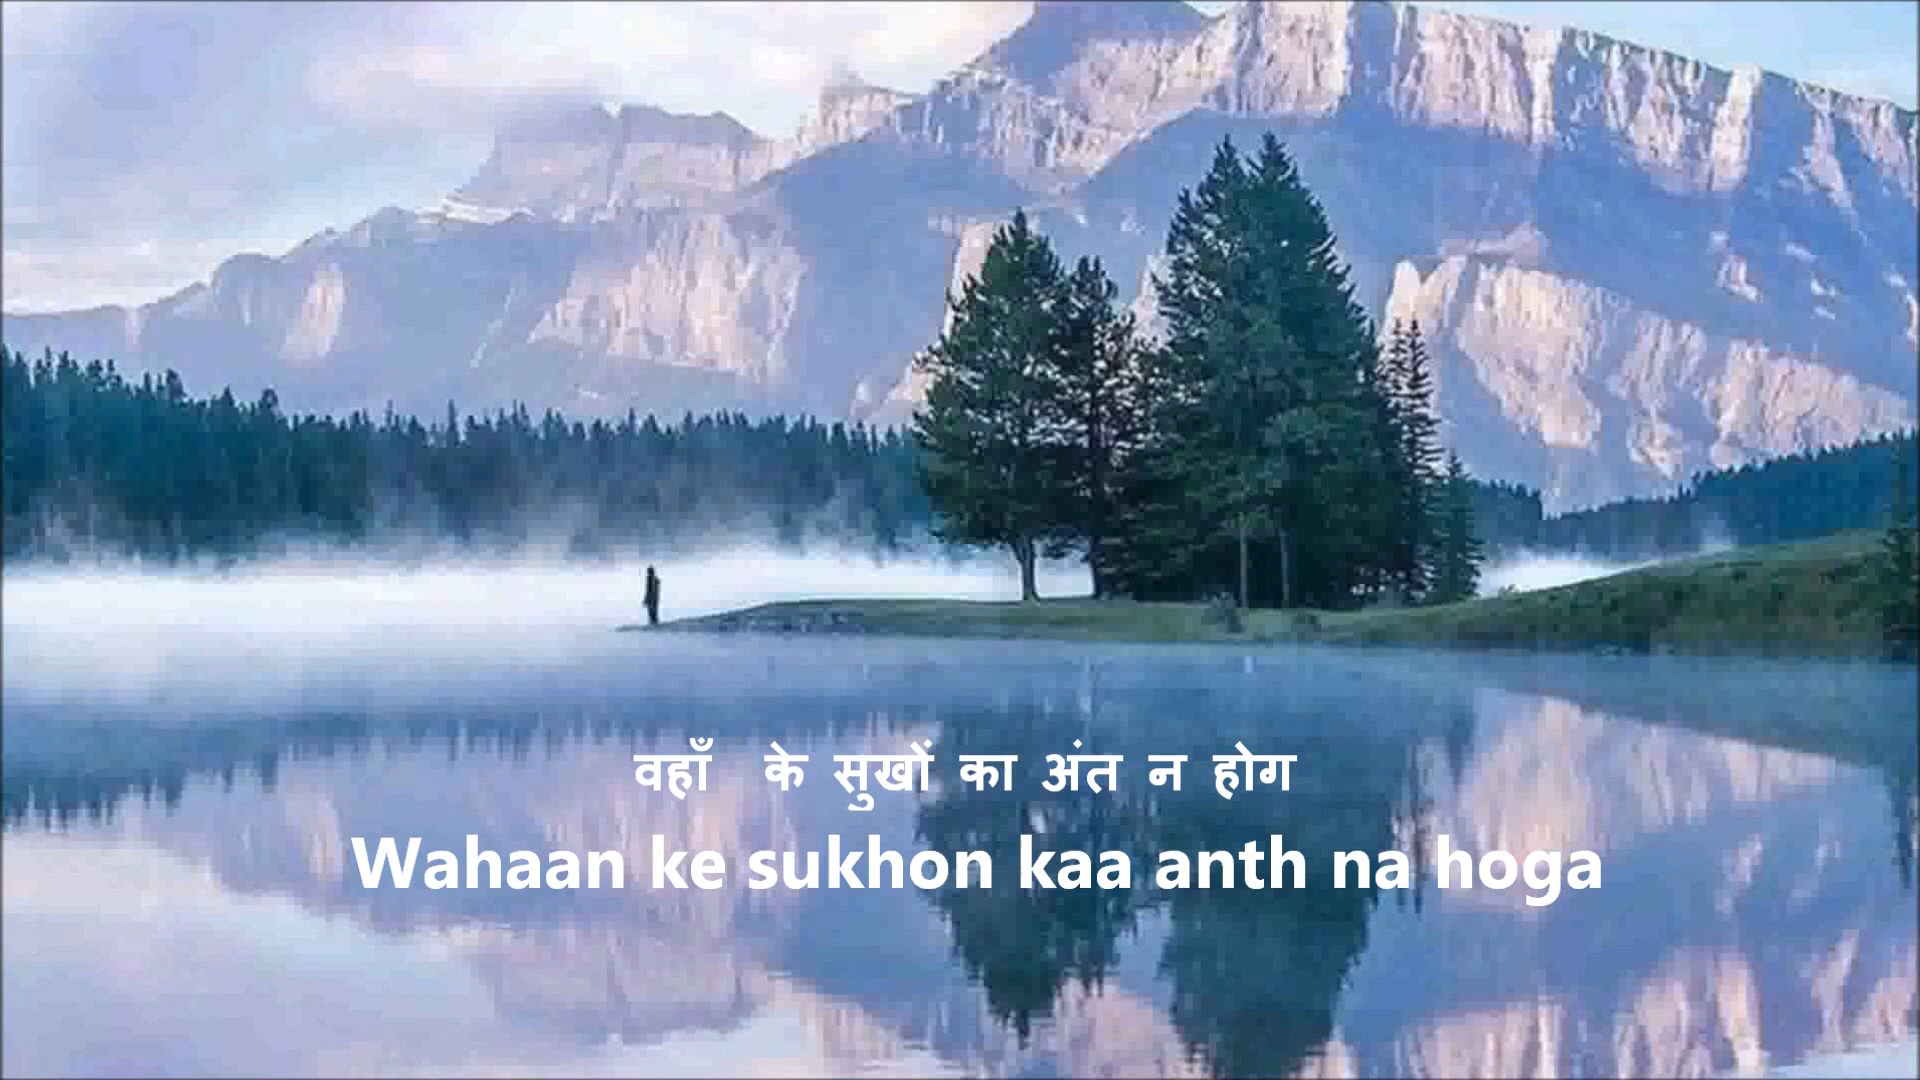 वहाँ के सुखों का अंत न होग
Wahaan ke sukhon kaa anth na hoga